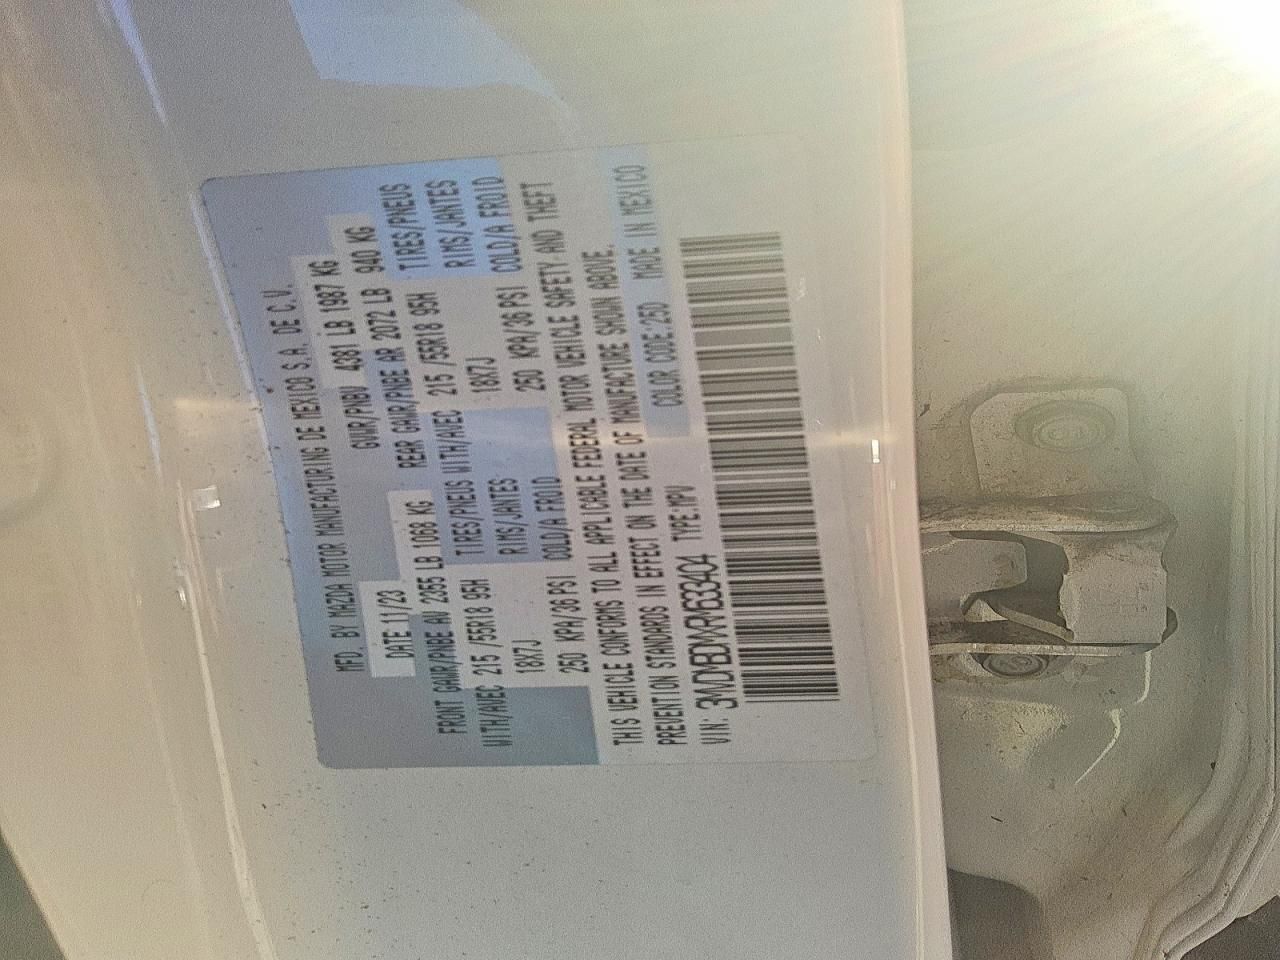 MFD. BY MAZDA MOTOR MANUFACTURING DE MEXICO S.A. DE C.V.
DATE 11/23 GVWR/PNBV 4381 LB 1987 KG
FRONT GAWR/PNBE AV 2355 LB 1068 KG REAR GAWR/PNBE AR 2072 LB 940 KG
WITH/AVEC 215 /55R18 95H TIRES/PNEUS WITH/AVEC 215 /55R18 95H TIRES/PNEUS
18X7J RIMS/JANTES 18X7J RIMS/JANTES
250 KPA/36 PSI COLD/A FROID 250 KPA/36 PSI COLD/A FROID
THIS VEHICLE CONFORMS TO ALL APPLICABLE FEDERAL MOTOR VEHICLE SAFETY AND THEFT
PREVENTION STANDARDS IN EFFECT ON THE DATE OF MANUFACTURE SHOWN ABOVE.
VIN: 3MVDMBDMXRM633404 TYPE:MPV COLOR CODE:25D MADE IN MEXICO